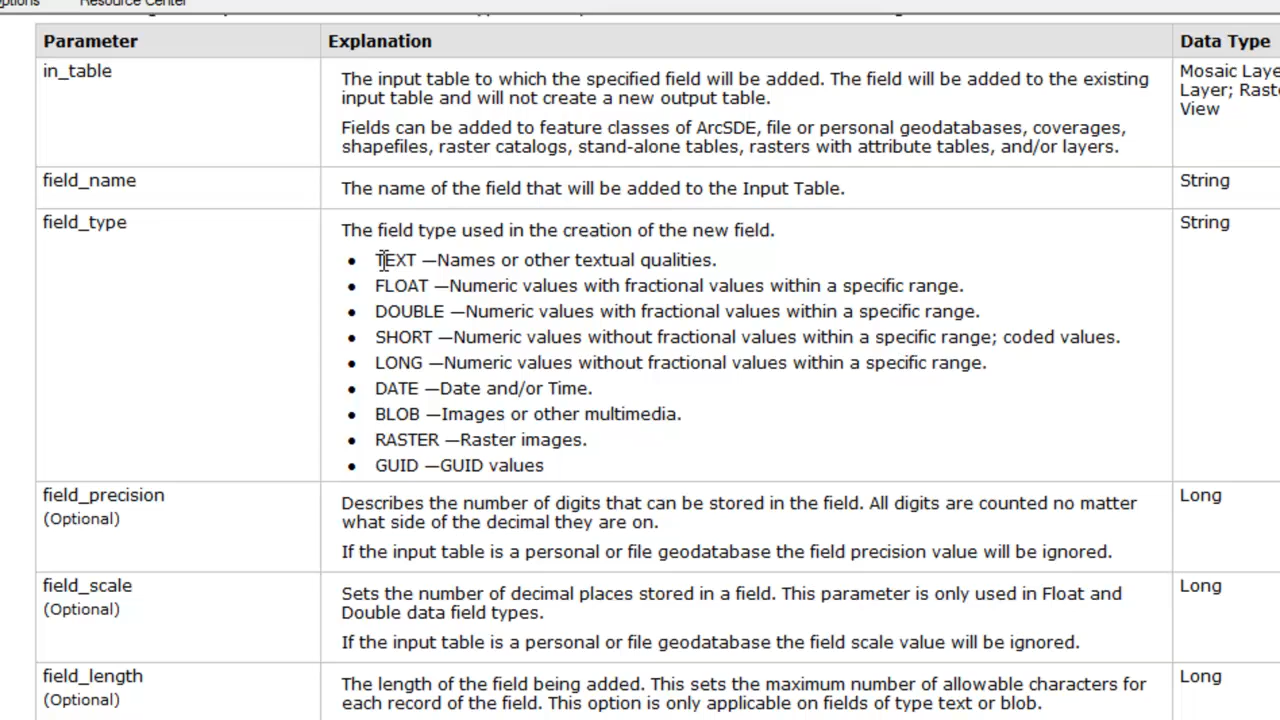 Resource Center
Parameter
Explanation
Data Type
in_table
The input table to which the specified field will be added. The field will be added to the existing
input table and will not create a new output table.
Fields can be added to feature classes of ArcSDE, file or personal geodatabases, coverages,
shapefiles, raster catalogs, stand-alone tables, rasters with attribute tables, and/or layers.
Mosaic Laye
Layer; Raste
View
field_name
The name of the field that will be added to the Input Table.
String
field_type
The field type used in the creation of the new field.
String
• TEXT —Names or other textual qualities.
• FLOAT —Numeric values with fractional values within a specific range.
• DOUBLE —Numeric values with fractional values within a specific range.
• SHORT —Numeric values without fractional values within a specific range; coded values.
• LONG —Numeric values without fractional values within a specific range.
• DATE —Date and/or Time.
• BLOB —Images or other multimedia.
• RASTER —Raster images.
• GUID —GUID values
field_precision
(Optional)
Describes the number of digits that can be stored in the field. All digits are counted no matter
what side of the decimal they are on.
If the input table is a personal or file geodatabase the field precision value will be ignored.
Long
field_scale
(Optional)
Sets the number of decimal places stored in a field. This parameter is only used in Float and
Double data field types.
If the input table is a personal or file geodatabase the field scale value will be ignored.
Long
field_length
(Optional)
The length of the field being added. This sets the maximum number of allowable characters for
each record of the field. This option is only applicable on fields of type text or blob.
Long